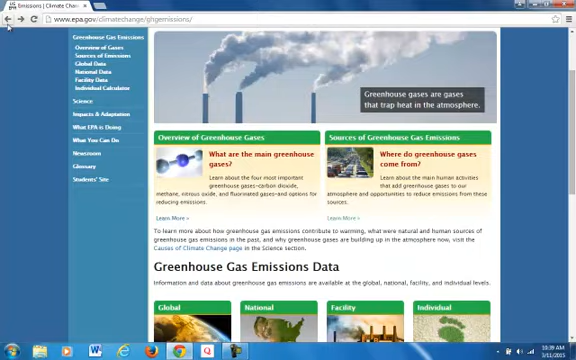 Emissions | Climate Change
www.epa.gov/climatechange/ghgemissions/
Greenhouse Gas Emissions
Overview of Gases
Sources of Emissions
Global Data
National Data
Facility Data
Individual Calculator
Science
Impacts & Adaptation
What EPA is Doing
What You Can Do
Newsroom
Glossary
Students' Site
Greenhouse gases are gases
that trap heat in the atmosphere.
Overview of Greenhouse Gases
What are the main greenhouse
gases?
Learn about the four most important
greenhouse gases-carbon dioxide,
methane, nitrous oxide, and fluorinated gases-and options for
reducing emissions.
Learn More »
Sources of Greenhouse Gas Emissions
Where do greenhouse gases
come from?
Learn about the main human activities
that add greenhouse gases to our
atmosphere and opportunities to reduce emissions from these
sources.
Learn More »
To learn more about how greenhouse gas emissions contribute to warming, what were natural and human sources of
greenhouse gas emissions in the past, and why greenhouse gases are building up in the atmosphere now, visit the
Causes of Climate Change page in the Science section.
Greenhouse Gas Emissions Data
Information and data about greenhouse gas emissions are available at the global, national, facility, and individual levels.
Global
National
Facility
Individual
10:39 AM
3/11/2015